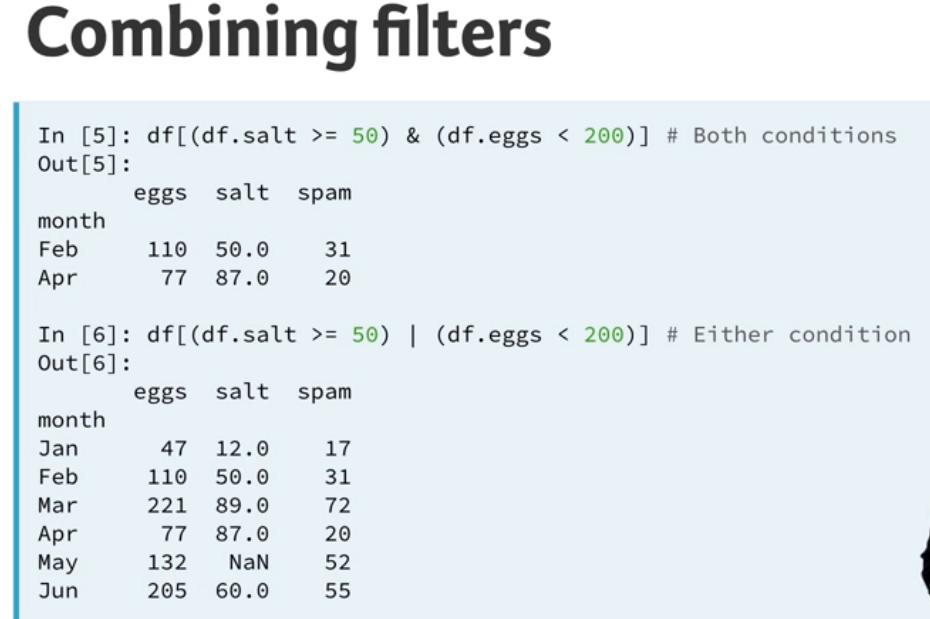 Combining filters
In [5]: df[(df.salt >= 50) & (df.eggs < 200)] # Both conditions
Out[5]:
       eggs  salt  spam
month
Feb     110  50.0    31
Apr      77  87.0    20
In [6]: df[(df.salt >= 50) | (df.eggs < 200)] # Either condition
Out[6]:
       eggs  salt  spam
month
Jan      47  12.0    17
Feb     110  50.0    31
Mar     221  89.0    72
Apr      77  87.0    20
May     132   NaN    52
Jun     205  60.0    55